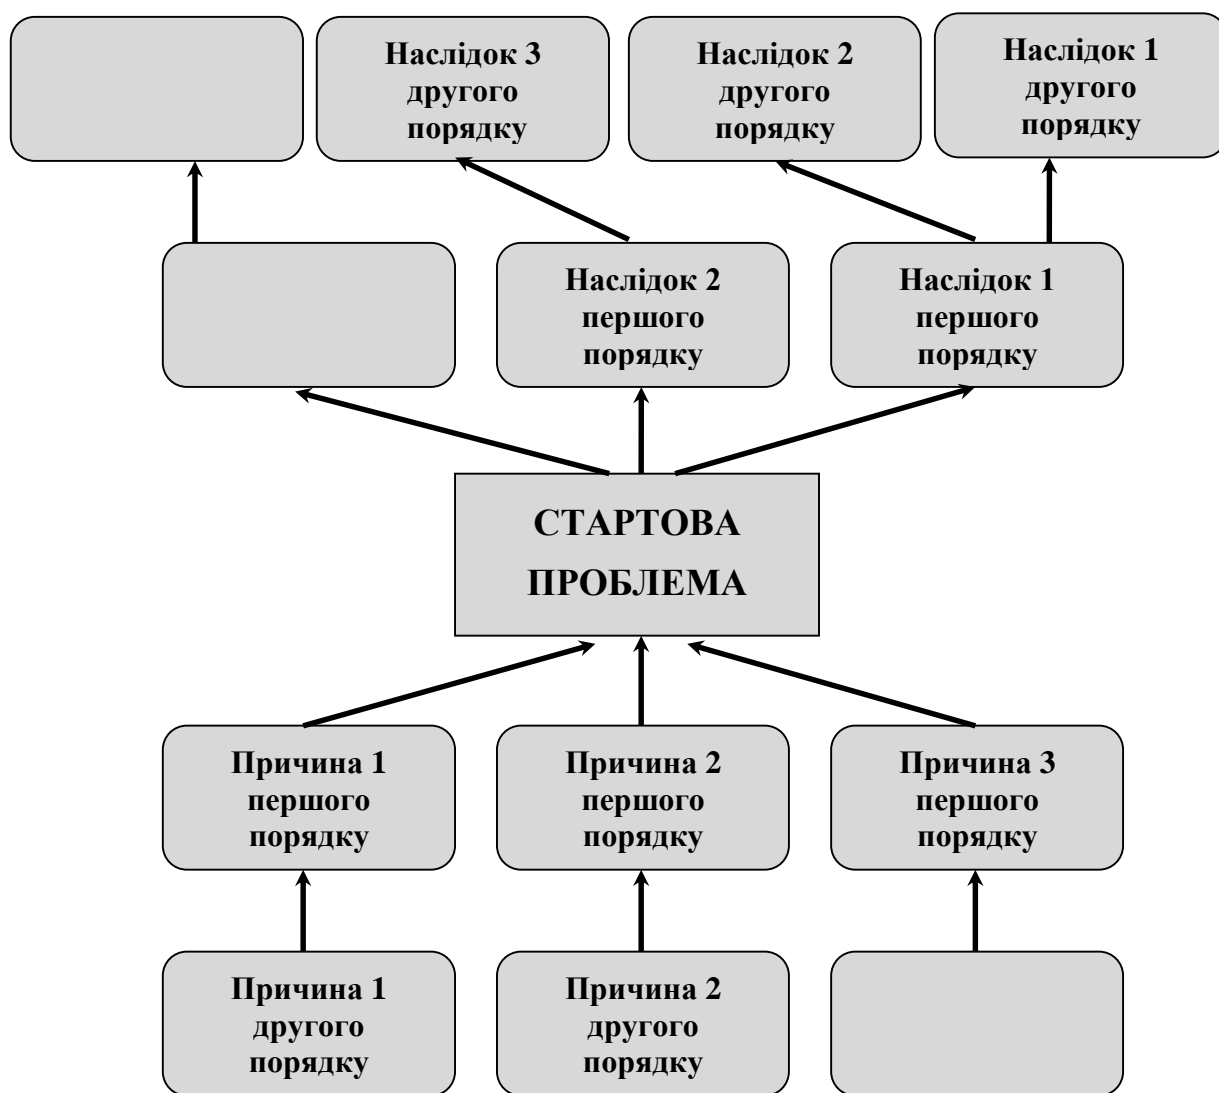 Наслідок 3
другого
порядку
Наслідок 2
другого
порядку
Наслідок 1
другого
порядку
Наслідок 2
першого
порядку
Наслідок 1
першого
порядку
СТАРТОВА
ПРОБЛЕМА
Причина 1
першого
порядку
Причина 2
першого
порядку
Причина 3
першого
порядку
Причина 1
другого
порядку
Причина 2
другого
порядку